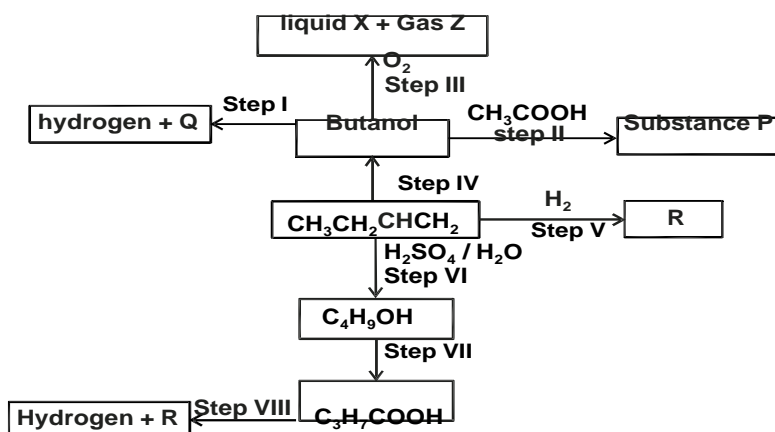 liquid X + Gas Z
O₂
Step III
Step I
CH₃COOH
hydrogen + Q
Butanol
step II
Substance P
Step IV
H₂
CH₃CH₂CHCH₂
Step V
R
H₂SO₄ / H₂O
Step VI
C₄H₉OH
Step VII
Hydrogen + R
Step VIII
C₃H₇COOH